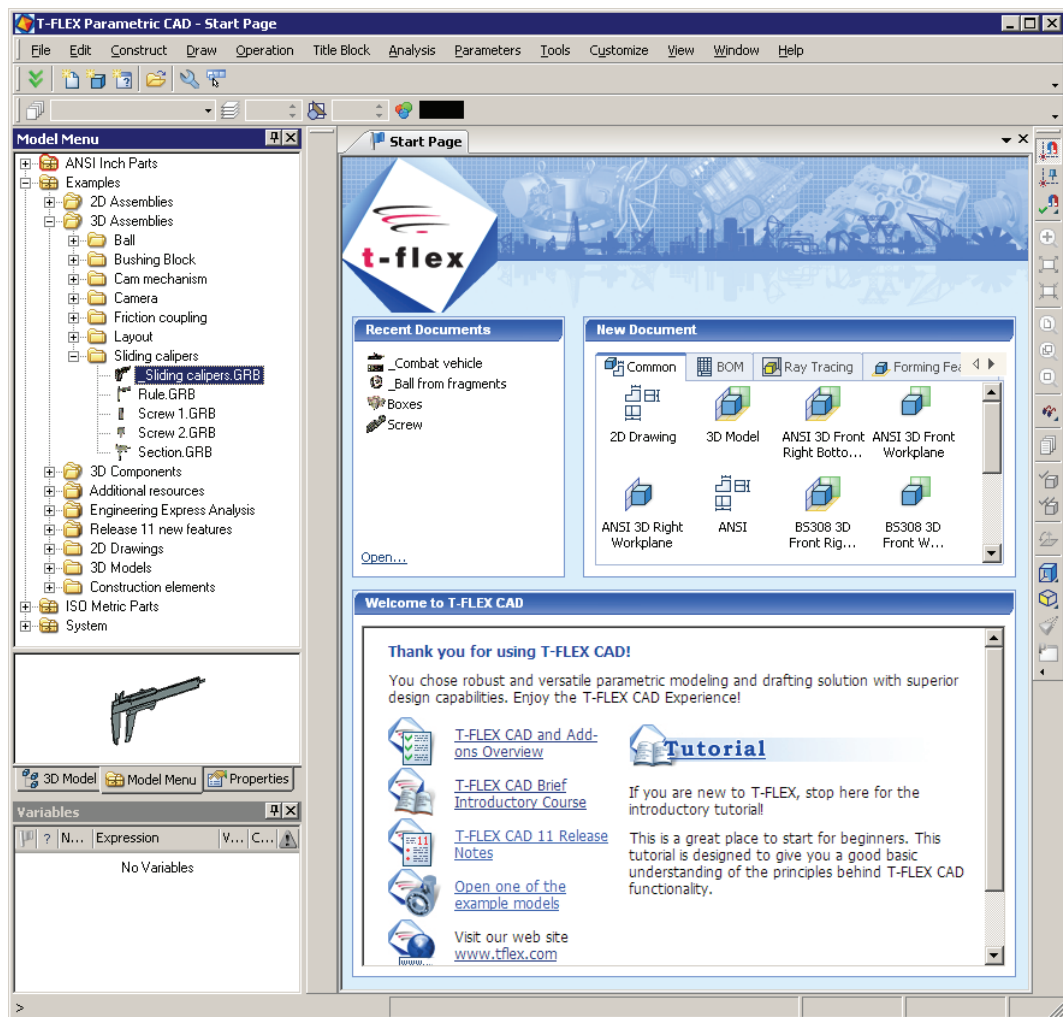 T-FLEX Parametric CAD - Start Page
File Edit Construct Draw Operation Title Block Analysis Parameters Tools Customize View Window Help
Model Menu
ANSI Inch Parts
Examples
2D Assemblies
3D Assemblies
Ball
Bushing Block
Cam mechanism
Camera
Friction coupling
Layout
Sliding calipers
_Sliding calipers.GRB
Rule.GRB
Screw 1.GRB
Screw 2.GRB
Section.GRB
3D Components
Additional resources
Engineering Express Analysis
Release 11 new features
2D Drawings
3D Models
Construction elements
ISO Metric Parts
System
3D Model Model Menu Properties
Variables
? N... Expression V... C...
No Variables
>
Start Page
t-flex
Recent Documents
_Combat vehicle
_Ball from fragments
Boxes
Screw
Open...
New Document
Common BOM Ray Tracing Forming Fea
2D Drawing
3D Model
ANSI 3D Front
Right Botto...
ANSI 3D Front
Workplane
ANSI 3D Right
Workplane
ANSI
BS308 3D
Front Rig...
BS308 3D
Front W...
Welcome to T-FLEX CAD
Thank you for using T-FLEX CAD!
You chose robust and versatile parametric modeling and drafting solution with superior
design capabilities. Enjoy the T-FLEX CAD Experience!
T-FLEX CAD and Add-
ons Overview
T-FLEX CAD Brief
Introductory Course
T-FLEX CAD 11 Release
Notes
Open one of the
example models
Visit our web site
www.tflex.com
Tutorial
If you are new to T-FLEX, stop here for the
introductory tutorial!
This is a great place to start for beginners. This
tutorial is designed to give you a good basic
understanding of the principles behind T-FLEX CAD
functionality.